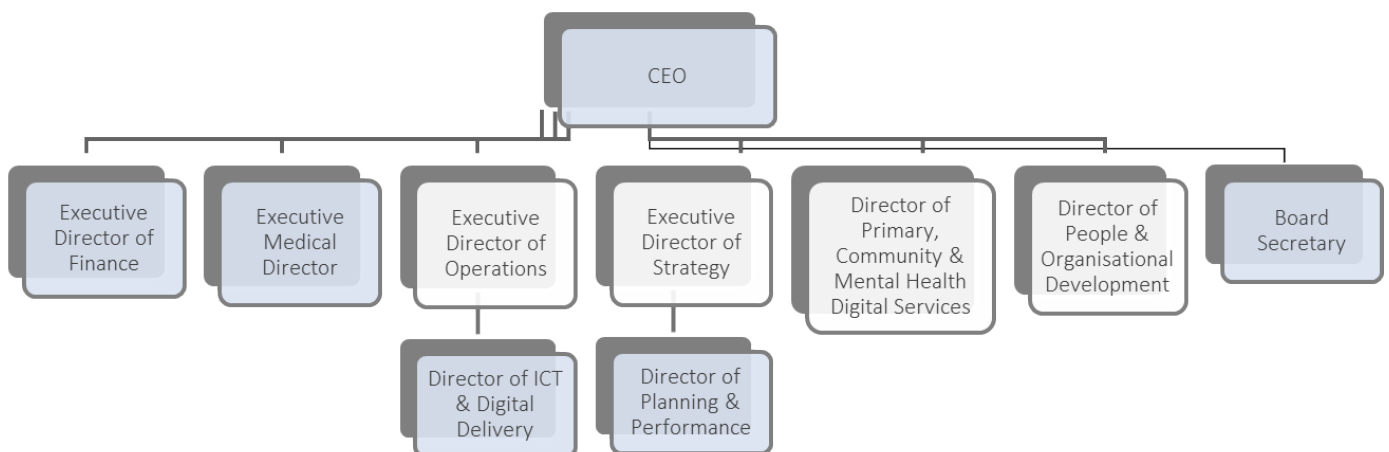 CEO
Executive
Director of
Finance
Executive
Medical
Director
Executive
Director of
Operations
Executive
Director of
Strategy
Director of
Primary,
Community &
Mental Health
Digital Services
Director of
People &
Organisational
Development
Board
Secretary
Director of ICT
& Digital
Delivery
Director of
Planning &
Performance